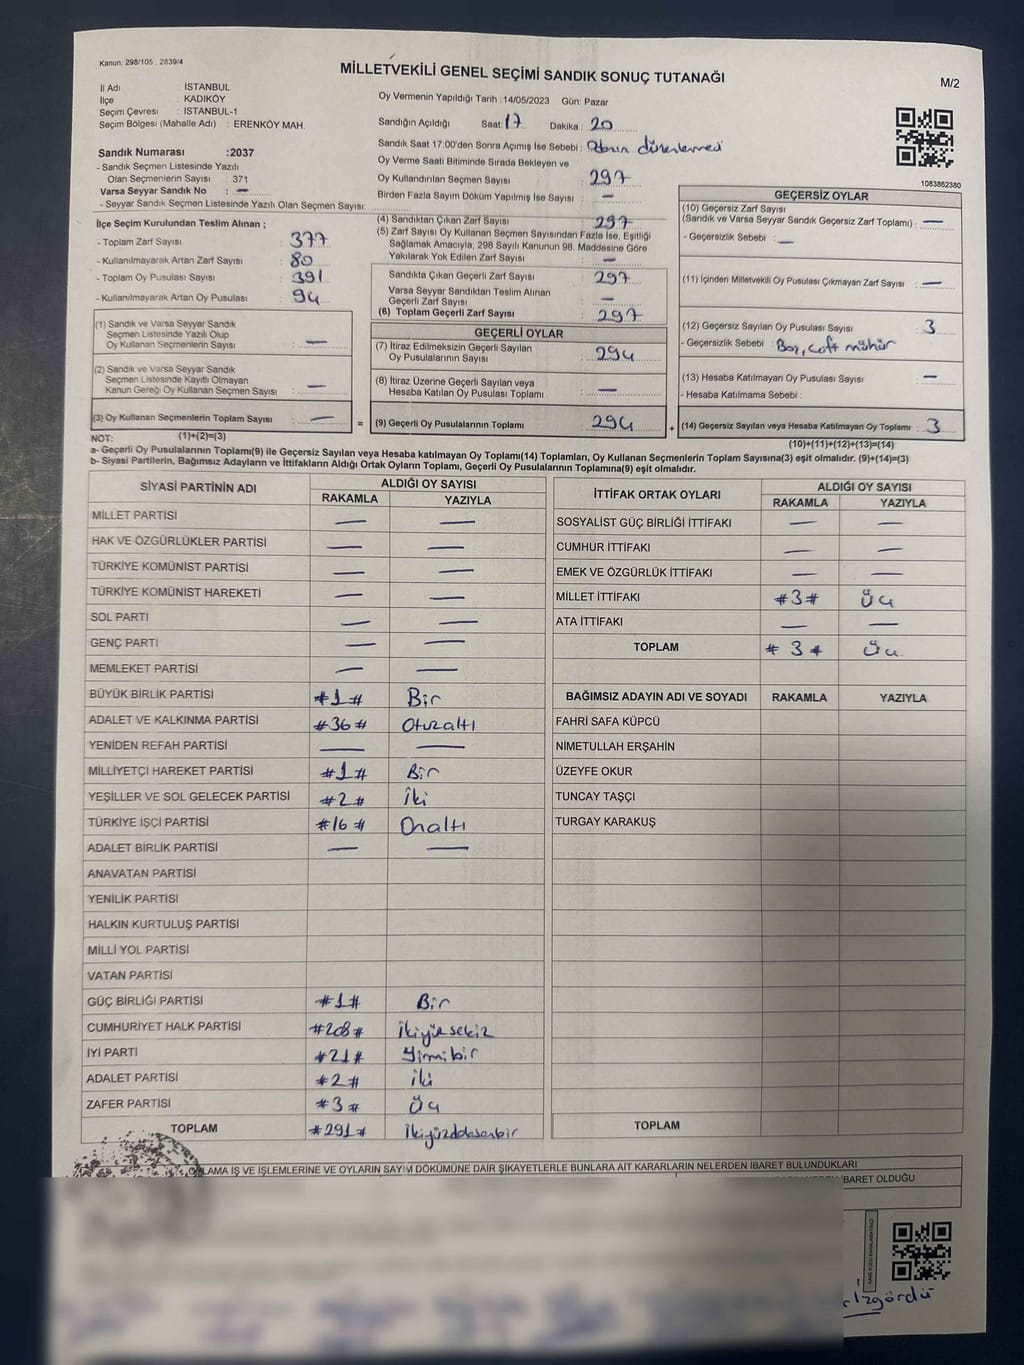 Kanun: 298/105 , 2839/4
MİLLETVEKİLİ GENEL SEÇİMİ SANDIK SONUÇ TUTANAĞI
M/2
İl Adı : İSTANBUL
İlçe : KADIKÖY
Seçim Çevresi : İSTANBUL-1
Seçim Bölgesi (Mahalle Adı) : ERENKÖY MAH.
Sandık Numarası :2037
- Sandık Seçmen Listesinde Yazılı
Olan Seçmenlerin Sayısı : 371
Varsa Seyyar Sandık No : —
- Seyyar Sandık Seçmen Listesinde Yazılı Olan Seçmen Sayısı:
Oy Vermenin Yapıldığı Tarih :14/05/2023 Gün: Pazar
Sandığın Açıldığı Saat: 17 Dakika : 20
Sandık Saat 17:00'den Sonra Açımış İse Sebebi : düzenlemesi
Oy Verme Saati Bitiminde Sırada Bekleyen ve
Oy Kullandırılan Seçmen Sayısı : 297
Birden Fazla Sayım Döküm Yapılmış İse Sayısı : —
1083862380
İlçe Seçim Kurulundan Teslim Alınan ;
- Toplam Zarf Sayısı : 377
- Kullanılmayarak Artan Zarf Sayısı : 80
- Toplam Oy Pusulası Sayısı : 391
- Kullanılmayarak Artan Oy Pusulası : 94
(1) Sandık ve Varsa Seyyar Sandık
Seçmen Listesinde Yazılı Olup
Oy Kullanan Seçmenlerin Sayısı : —
(2) Sandık ve Varsa Seyyar Sandık
Seçmen Listesinde Kayıtlı Olmayan
Kanun Gereği Oy Kullanan Seçmen Sayısı : —
(3) Oy Kullanan Seçmenlerin Toplam Sayısı : —
(1)+(2)=(3)
(4) Sandıktan Çıkan Zarf Sayısı : 297
(5) Zarf Sayısı Oy Kullanan Seçmen Sayısından Fazla İse, Eşitliği
Sağlamak Amacıyla, 298 Sayılı Kanunun 98. Maddesine Göre
Yakılarak Yok Edilen Zarf Sayısı : —
Sandıkta Çıkan Geçerli Zarf Sayısı : 297
Varsa Seyyar Sandıktan Teslim Alınan
Geçerli Zarf Sayısı : —
(6) Toplam Geçerli Zarf Sayısı : 297
GEÇERLİ OYLAR
(7) İtiraz Edilmeksizin Geçerli Sayılan
Oy Pusulalarının Sayısı : 294
(8) İtiraz Üzerine Geçerli Sayılan veya
Hesaba Katılan Oy Pusulası Toplamı : —
= (9) Geçerli Oy Pusulalarının Toplamı : 294
GEÇERSİZ OYLAR
(10) Geçersiz Zarf Sayısı
(Sandık ve Varsa Seyyar Sandık Geçersiz Zarf Toplamı) : —
- Geçersizlik Sebebi : —
(11) İçinden Milletvekili Oy Pusulası Çıkmayan Zarf Sayısı : —
(12) Geçersiz Sayılan Oy Pusulası Sayısı : 3
- Geçersizlik Sebebi : Boş, çift mühür
(13) Hesaba Katılmayan Oy Pusulası Sayısı : —
- Hesaba Katılmama Sebebi :
+ (14) Geçersiz Sayılan veya Hesaba Katılmayan Oy Toplamı : 3
(10)+(11)+(12)+(13)=(14)
NOT:
a- Geçerli Oy Pusulalarının Toplamı(9) ile Geçersiz Sayılan veya Hesaba katılmayan Oy Toplamı(14) Toplamları, Oy Kullanan Seçmenlerin Toplam Sayısına(3) eşit olmalıdır. (9)+(14)=(3)
b- Siyasi Partilerin, Bağımsız Adayların ve İttifakların Aldığı Ortak Oyların Toplamı, Geçerli Oy Pusulalarının Toplamına(9) eşit olmalıdır.
SİYASİ PARTİNİN ADI ALDIĞI OY SAYISI
RAKAMLA YAZIYLA
MİLLET PARTİSİ — —
HAK VE ÖZGÜRLÜKLER PARTİSİ — —
TÜRKİYE KOMÜNİST PARTİSİ — —
TÜRKİYE KOMÜNİST HAREKETİ — —
SOL PARTİ — —
GENÇ PARTİ — —
MEMLEKET PARTİSİ — —
BÜYÜK BİRLİK PARTİSİ #1# Bir
ADALET VE KALKINMA PARTİSİ #36# Otuzaltı
YENİDEN REFAH PARTİSİ — —
MİLLİYETÇİ HAREKET PARTİSİ #1# Bir
YEŞİLLER VE SOL GELECEK PARTİSİ #2# İki
TÜRKİYE İŞÇİ PARTİSİ #16# Onaltı
ADALET BİRLİK PARTİSİ — —
ANAVATAN PARTİSİ
YENİLİK PARTİSİ
HALKIN KURTULUŞ PARTİSİ
MİLLİ YOL PARTİSİ
VATAN PARTİSİ
GÜÇ BİRLİĞİ PARTİSİ #1# Bir
CUMHURİYET HALK PARTİSİ #208# İkiyüzsekiz
İYİ PARTİ #21# Yirmibir
ADALET PARTİSİ #2# İki
ZAFER PARTİSİ #3# Üç
TOPLAM #291# İkiyüzdoksanbir
İTTİFAK ORTAK OYLARI ALDIĞI OY SAYISI
RAKAMLA YAZIYLA
SOSYALİST GÜÇ BİRLİĞİ İTTİFAKI — —
CUMHUR İTTİFAKI — —
EMEK VE ÖZGÜRLÜK İTTİFAKI — —
MİLLET İTTİFAKI #3# Üç
ATA İTTİFAKI — —
TOPLAM # 3 # Üç
BAĞIMSIZ ADAYIN ADI VE SOYADI RAKAMLA YAZIYLA
FAHRİ SAFA KÜPCÜ
NİMETULLAH ERŞAHİN
ÜZEYFE OKUR
TUNCAY TAŞÇI
TURGAY KARAKUŞ
TOPLAM
OYLAMA İŞ VE İŞLEMLERİNE VE OYLARIN SAYIM DÖKÜMÜNE DAİR ŞİKAYETLERLE BUNLARA AİT KARARLARIN NELERDEN İBARET BULUNDUKLARI
İBARET OLDUĞU
İzgördü